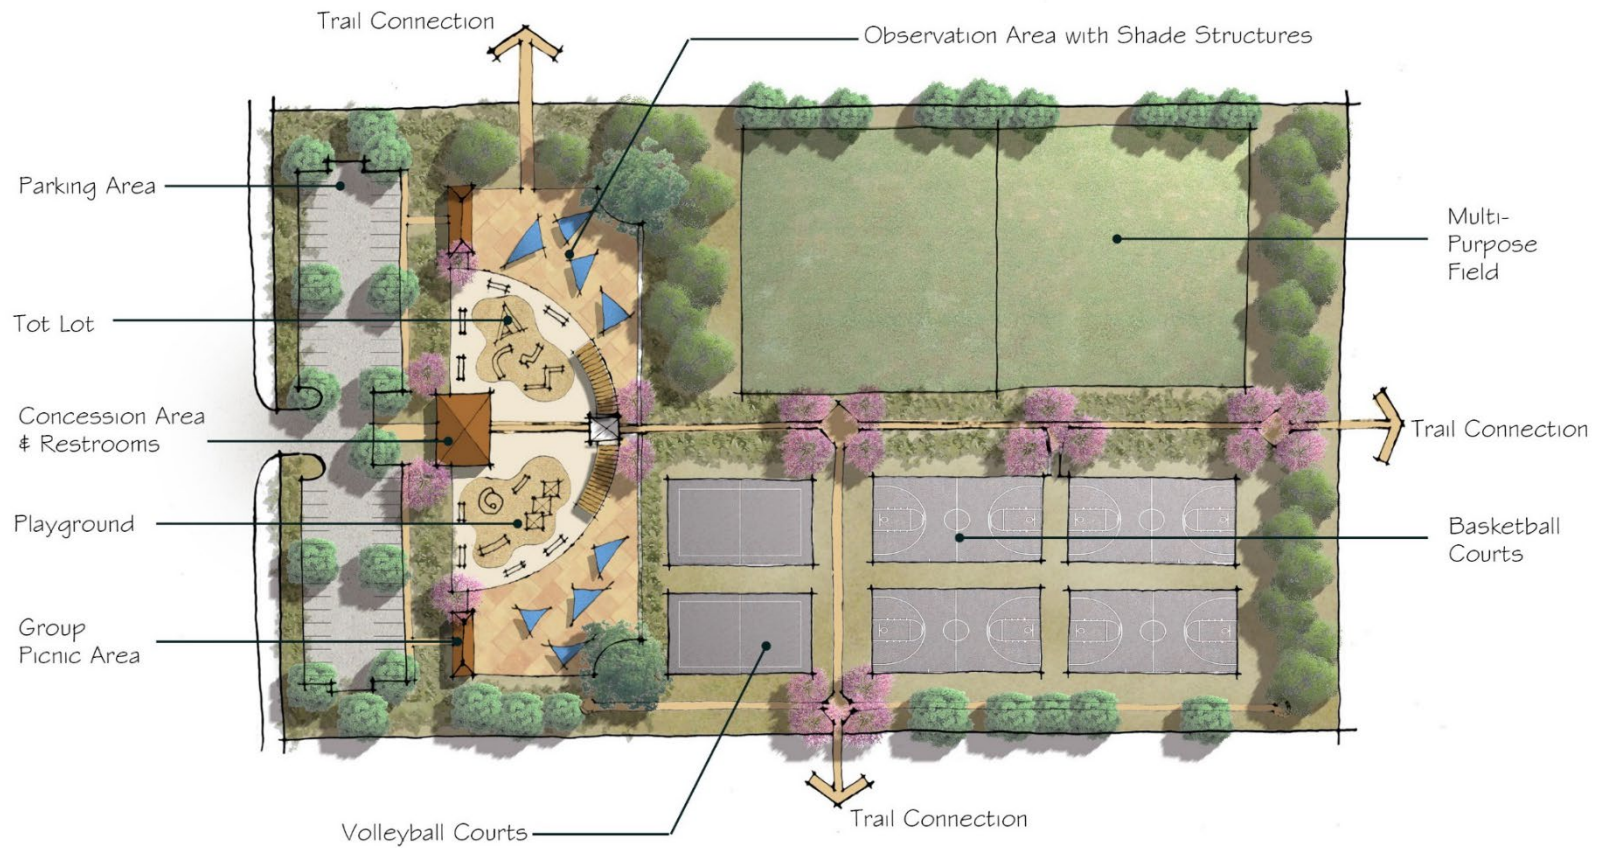 Trail Connection
Observation Area with Shade Structures
Parking Area
Multi-
Purpose
Field
Tot Lot
Concession Area
& Restrooms
Trail Connection
Playground
Basketball
Courts
Group
Picnic Area
Trail Connection
Volleyball Courts